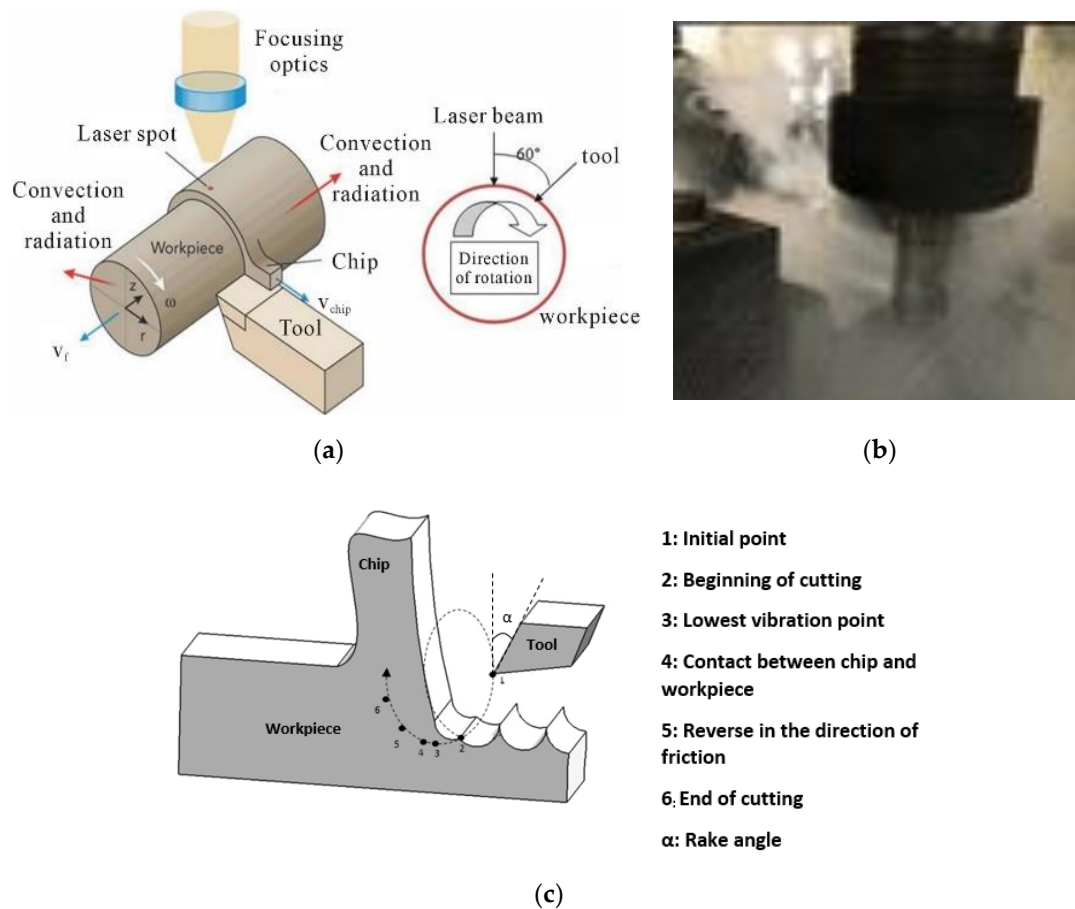 Focusing
optics
Laser spot
Convection
and
radiation
Convection
and
radiation
Workpiece
Chip
z
ω
r
v_f
v_chip
Tool
Laser beam
60°
tool
Direction
of rotation
workpiece
(a)
(b)
Chip
α
Tool
1
Workpiece
6
5
4
3
2
1: Initial point
2: Beginning of cutting
3: Lowest vibration point
4: Contact between chip and
workpiece
5: Reverse in the direction of
friction
6: End of cutting
α: Rake angle
(c)